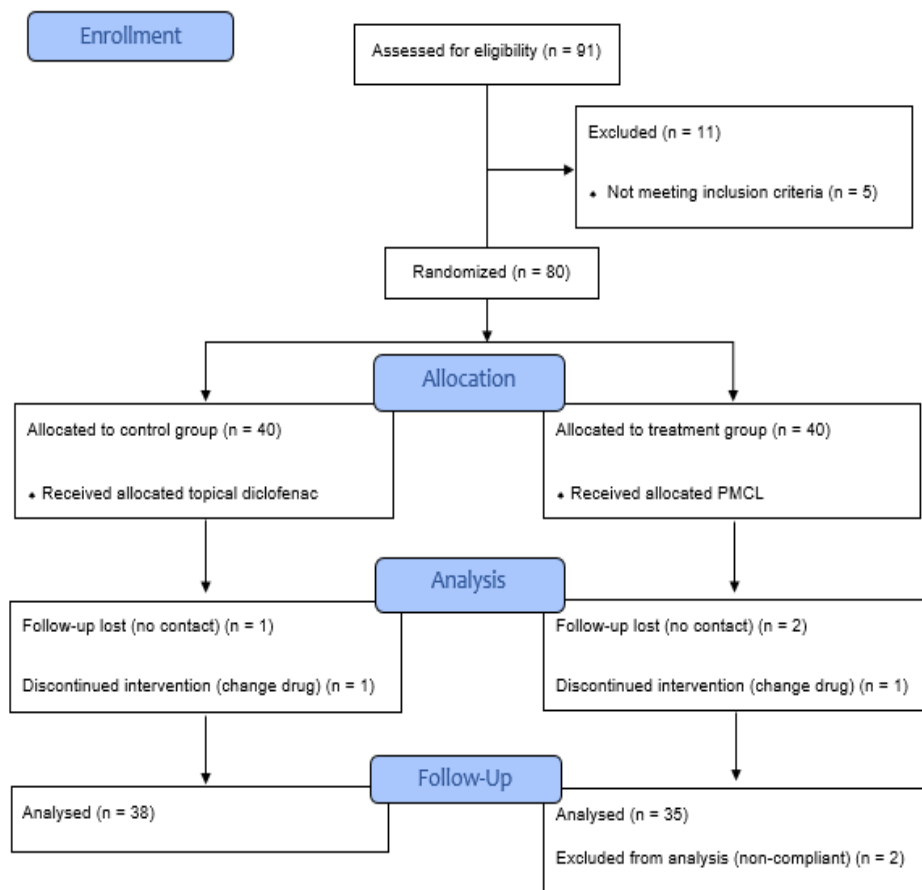 Enrollment
Assessed for eligibility (n = 91)
Excluded (n = 11)
⬥ Not meeting inclusion criteria (n = 5)
Randomized (n = 80)
Allocation
Allocated to control group (n = 40)
⬥ Received allocated topical diclofenac
Allocated to treatment group (n = 40)
⬥ Received allocated PMCL
Analysis
Follow-up lost (no contact) (n = 1)
Discontinued intervention (change drug) (n = 1)
Follow-up lost (no contact) (n = 2)
Discontinued intervention (change drug) (n = 1)
Follow-Up
Analysed (n = 38)
Analysed (n = 35)
Excluded from analysis (non-compliant) (n = 2)